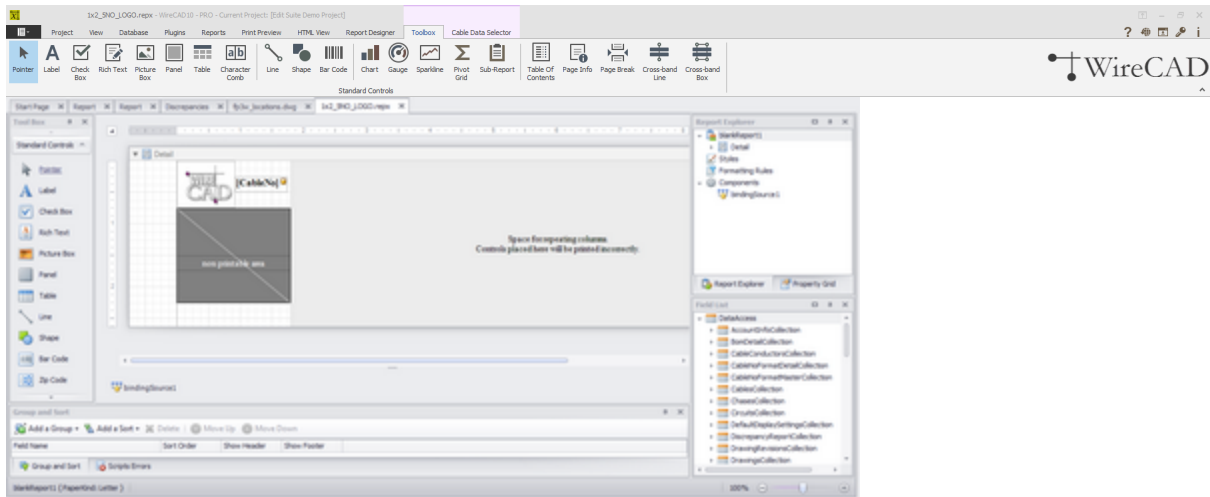 1x2_5NO_LOGO.repx - WireCAD10 - PRO - Current Project: [Edit Suite Demo Project]
Project View Database Plugins Reports Print Preview HTML View Report Designer Toolbox Cable Data Selector
Pointer Label Check Box Rich Text Picture Box Panel Table Character Comb Line Shape Bar Code Chart Gauge Sparkline Pivot Grid Sub-Report Table Of Contents Page Info Page Break Cross-band Line Cross-band Box
Standard Controls
WireCAD
Start Page Report Report Discrepancies fp3w_locations.dwg 1x2_5NO_LOGO.repx
Tool Box
Standard Controls
Pointer
Label
Check Box
Rich Text
Picture Box
Panel
Table
Line
Shape
Bar Code
Zip Code
Detail
CAD
[CableNo]
non printable area
Space for repeating columns.
Controls placed here will be printed incorrectly.
bindingSource1
Report Explorer
blankReport1
Detail
Styles
Formatting Rules
Components
bindingSource1
Report Explorer Property Grid
Field List
DataAccess
AccountInfoCollection
BomDetailCollection
CableConductorsCollection
CableNoFormatDetailCollection
CableNoFormatMasterCollection
CablesCollection
ChassisCollection
CircuitsCollection
DefaultDisplaySettingsCollection
DiscrepancyReportCollection
DrawingRevisionsCollection
DrawingsCollection
Group and Sort
Add a Group Add a Sort Delete Move Up Move Down
Field Name Sort Order Show Header Show Footer
Group and Sort Scripts Errors
blankReport1 { PaperKind: Letter } 100%